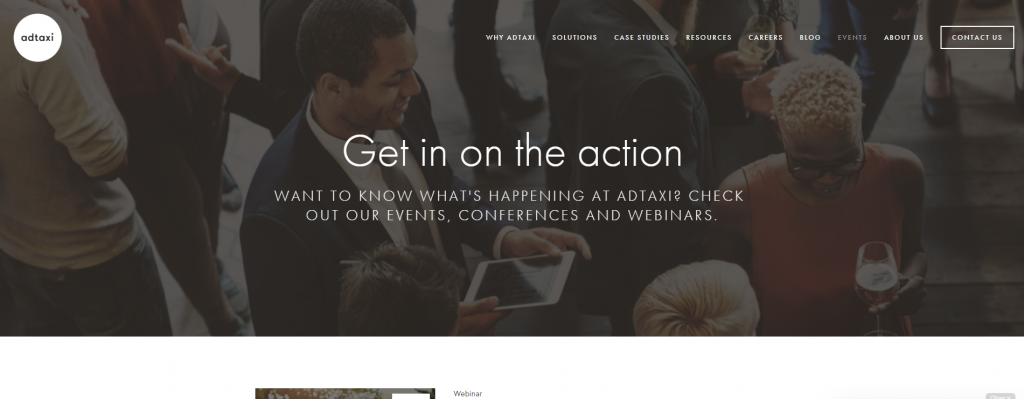 adtaxi
WHY ADTAXI SOLUTIONS CASE STUDIES RESOURCES CAREERS BLOG EVENTS ABOUT US CONTACT US
Get in on the action
WANT TO KNOW WHAT'S HAPPENING AT ADTAXI? CHECK
OUT OUR EVENTS, CONFERENCES AND WEBINARS.
Webinar